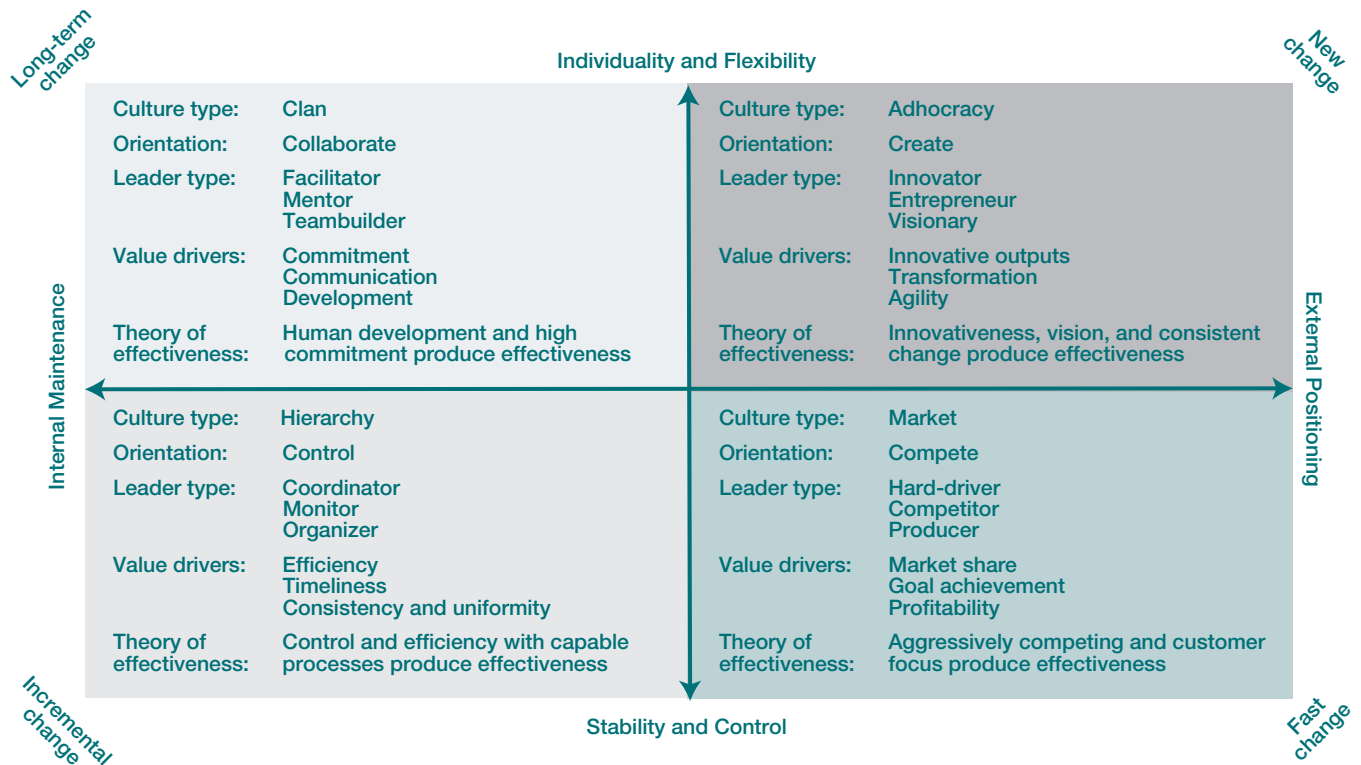 Long-term
change
Individuality and Flexibility
New
change
Culture type: Clan
Orientation: Collaborate
Leader type: Facilitator
Mentor
Teambuilder
Value drivers: Commitment
Communication
Development
Theory of Human development and high
effectiveness: commitment produce effectiveness
Culture type: Adhocracy
Orientation: Create
Leader type: Innovator
Entrepreneur
Visionary
Value drivers: Innovative outputs
Transformation
Agility
Theory of Innovativeness, vision, and consistent
effectiveness: change produce effectiveness
Internal Maintenance
External Positioning
Culture type: Hierarchy
Orientation: Control
Leader type: Coordinator
Monitor
Organizer
Value drivers: Efficiency
Timeliness
Consistency and uniformity
Theory of Control and efficiency with capable
effectiveness: processes produce effectiveness
Culture type: Market
Orientation: Compete
Leader type: Hard-driver
Competitor
Producer
Value drivers: Market share
Goal achievement
Profitability
Theory of Aggressively competing and customer
effectiveness: focus produce effectiveness
Incremental
change
Stability and Control
Fast
change